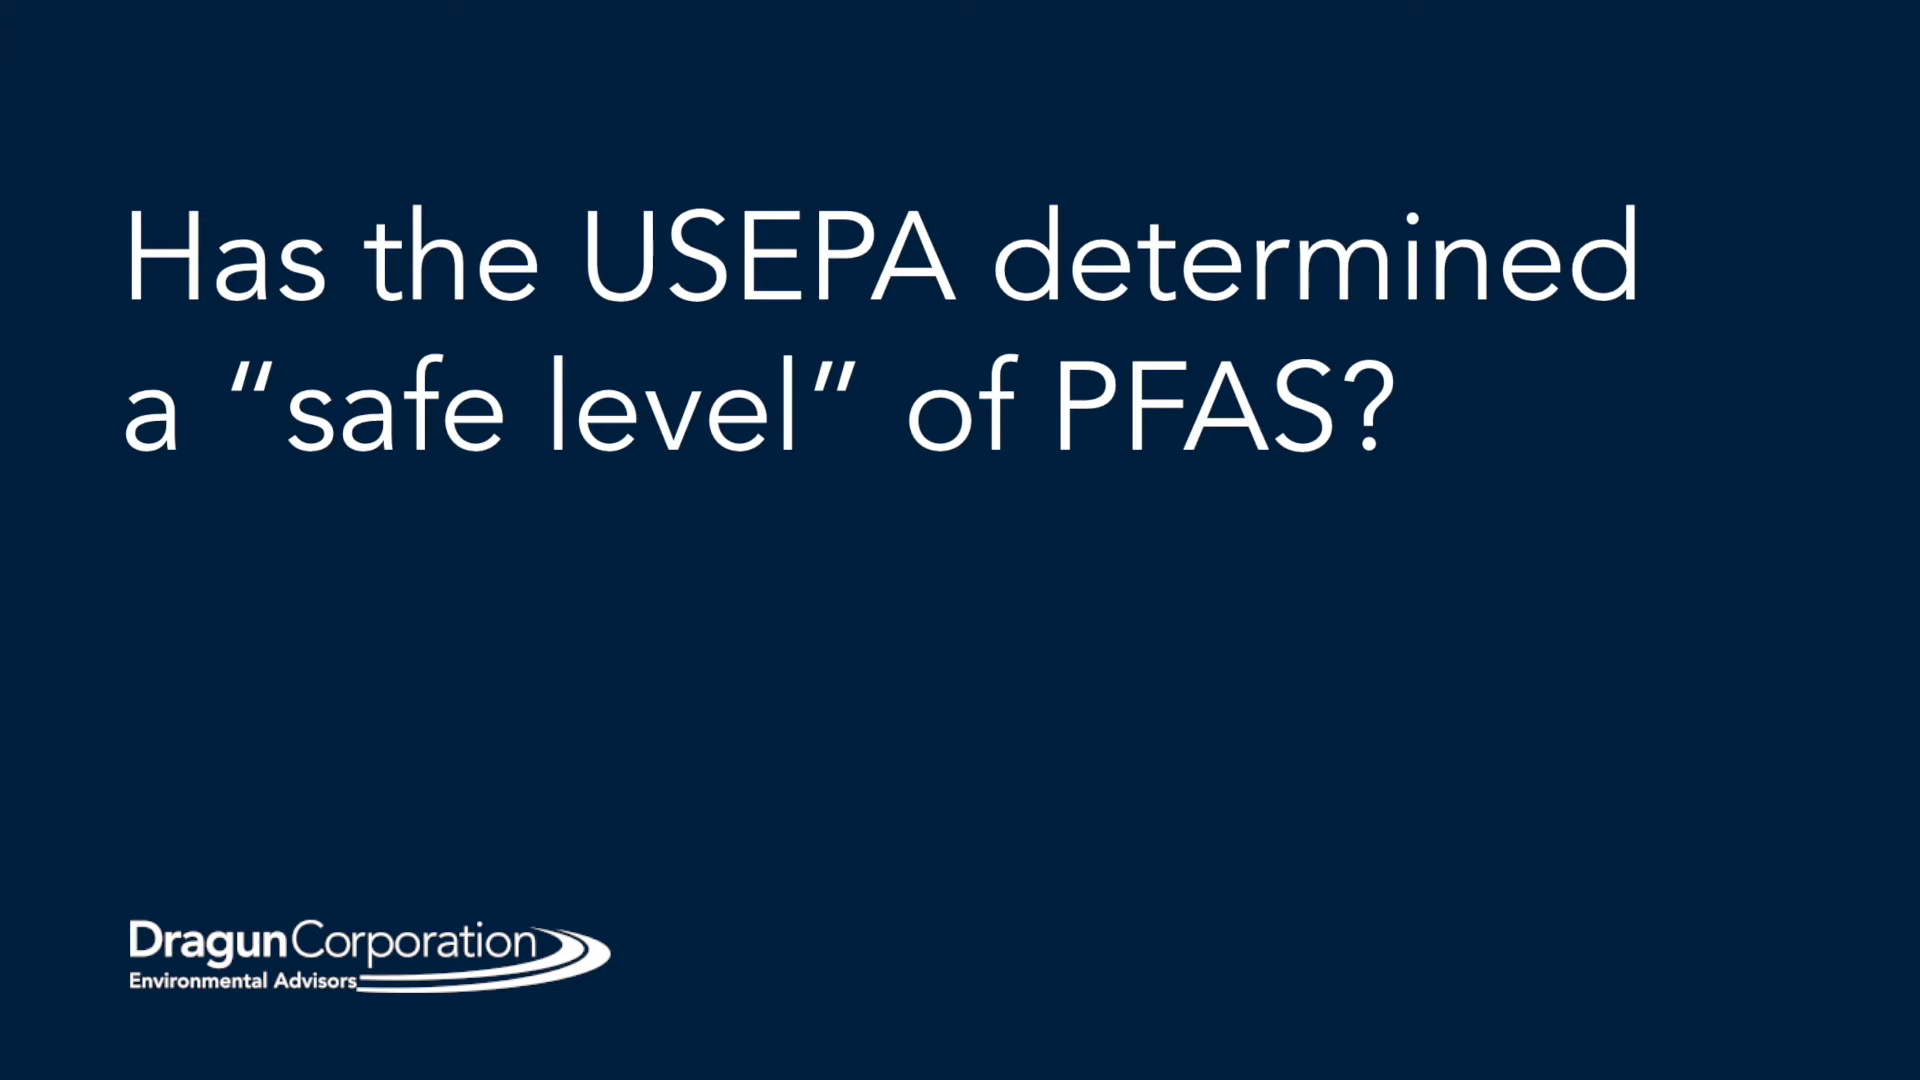 Has the USEPA determined
a “safe level” of PFAS?
DragunCorporation
Environmental Advisors